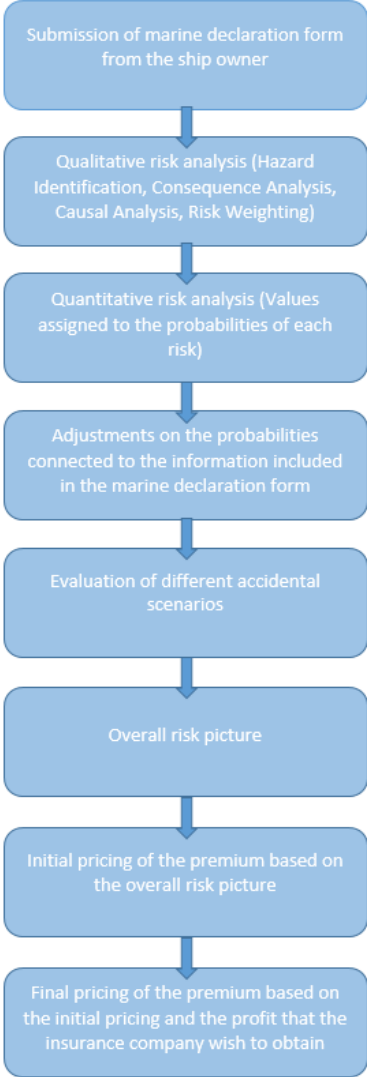 Submission of marine declaration form
from the ship owner
Qualitative risk analysis (Hazard
Identification, Consequence Analysis,
Causal Analysis, Risk Weighting)
Quantitative risk analysis (Values
assigned to the probabilities of each
risk)
Adjustments on the probabilities
connected to the information included
in the marine declaration form
Evaluation of different accidental
scenarios
Overall risk picture
Initial pricing of the premium based on
the overall risk picture
Final pricing of the premium based on
the initial pricing and the profit that the
insurance company wish to obtain